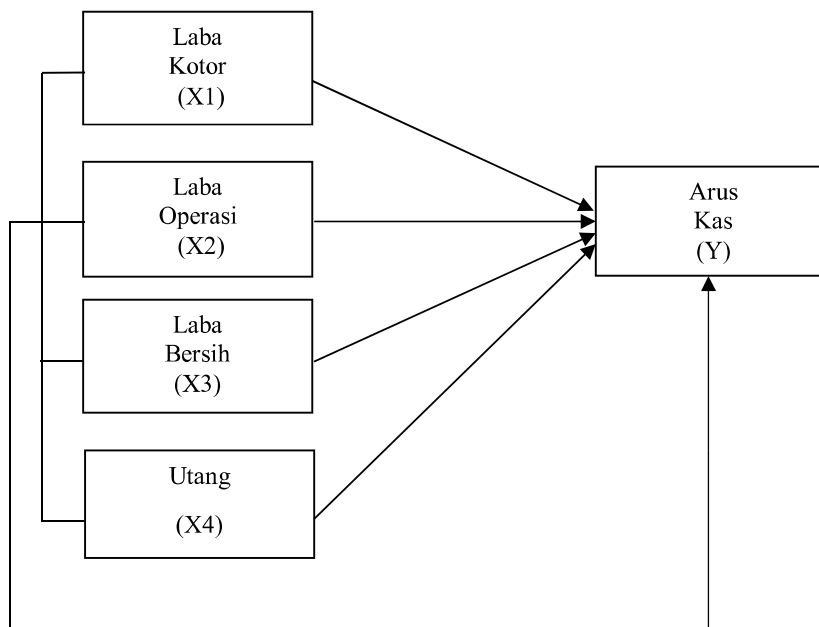 Laba
Kotor
(X1)
Laba
Operasi
(X2)
Laba
Bersih
(X3)
Utang
(X4)
Arus
Kas
(Y)